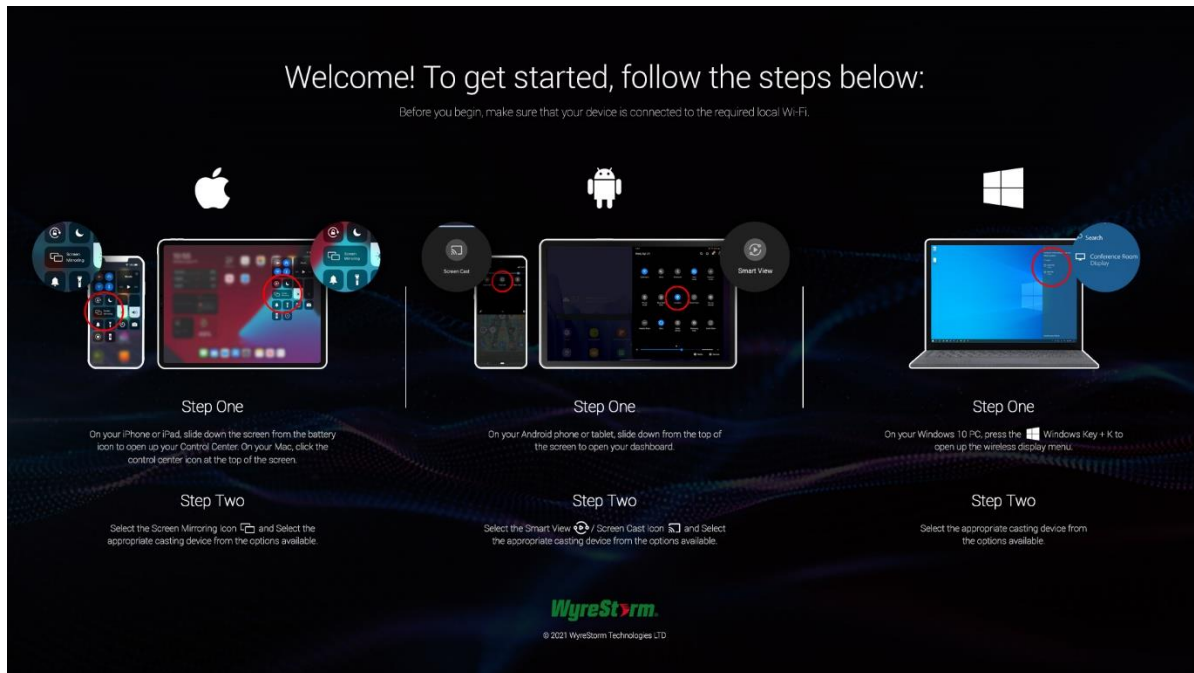 Welcome! To get started, follow the steps below:
Before you begin, make sure that your device is connected to the required local Wi-Fi.
Screen
Mirroring
Screen
Mirroring
Step One
On your iPhone or iPad, slide down the screen from the battery
icon to open up your Control Center. On your Mac, click the
control center icon at the top of the screen.
Step Two
Select the Screen Mirroring Icon and Select the
appropriate casting device from the options available.
Screen Cast
Smart View
Step One
On your Android phone or tablet, slide down from the top of
the screen to open your dashboard.
Step Two
Select the Smart View / Screen Cast Icon and Select
the appropriate casting device from the options available.
Search
Conference Room
Display
Step One
On your Windows 10 PC, press the Windows Key + K to
open up the wireless display menu.
Step Two
Select the appropriate casting device from
the options available.
WyreStorm.
© 2021 WyreStorm Technologies LTD